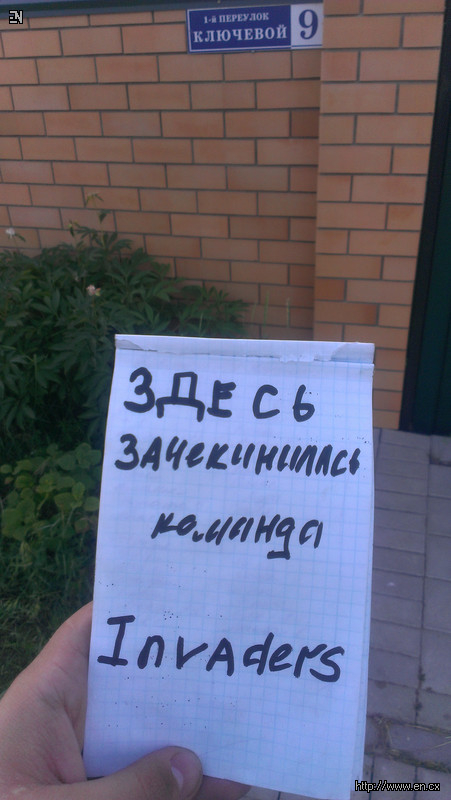 EN
1-й ПЕРЕУЛОК
КЛЮЧЕВОЙ
9
ЗДЕСЬ
ЗАЧекинилась
команда
InvAders
http://www.en.cx